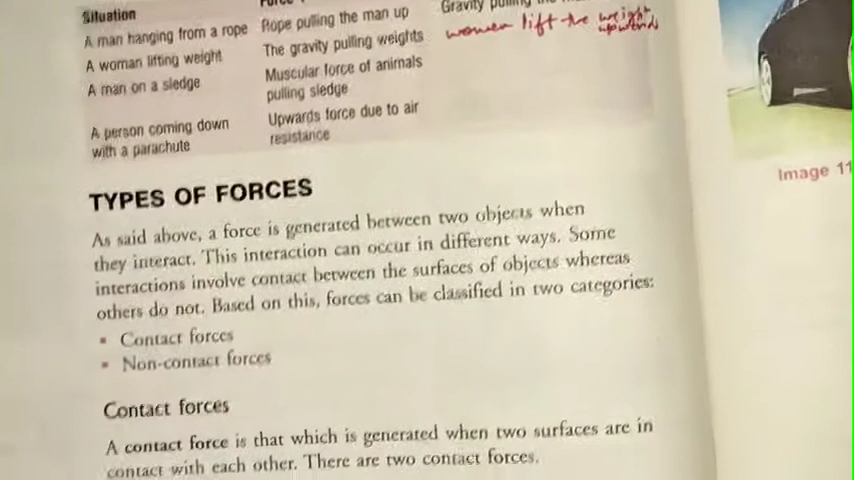 Situation
A man hanging from a rope Rope pulling the man up
A woman lifting weight The gravity pulling weights women lift the weight upwards
A man on a sledge Muscular force of animals
pulling sledge
A person coming down Upwards force due to air
with a parachute resistance
TYPES OF FORCES
As said above, a force is generated between two objects when
they interact. This interaction can occur in different ways. Some
interactions involve contact between the surfaces of objects whereas
others do not. Based on this, forces can be classified in two categories:
• Contact forces
• Non-contact forces
Contact forces
A contact force is that which is generated when two surfaces are in
contact with each other. There are two contact forces.
Image 11